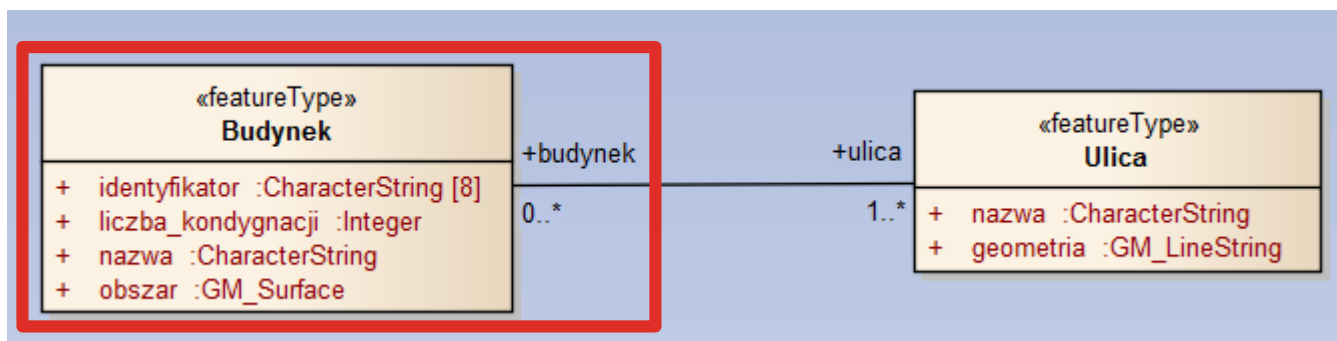 «featureType»
Budynek
+ identyfikator :CharacterString [8]
+ liczba_kondygnacji :Integer
+ nazwa :CharacterString
+ obszar :GM_Surface
+budynek
0..*
+ulica
1..*
«featureType»
Ulica
+ nazwa :CharacterString
+ geometria :GM_LineString